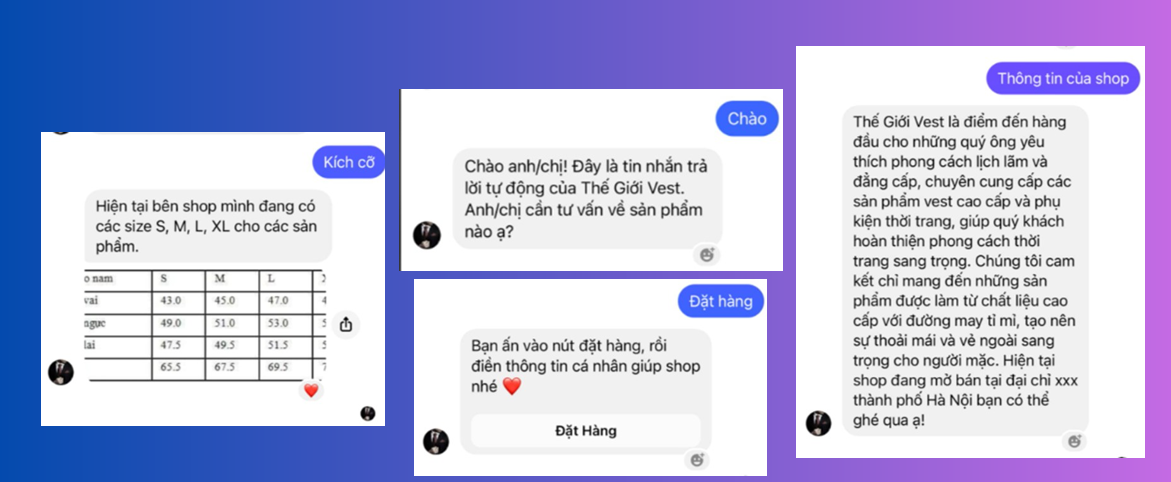 Kích cỡ
Hiện tại bên shop mình đang có
các size S, M, L, XL cho các sản
phẩm.
o nam S M L
vai 43.0 45.0 47.0 4
ngực 49.0 51.0 53.0 5
lai 47.5 49.5 51.5 5
65.5 67.5 69.5 7
Chào
Chào anh/chị! Đây là tin nhắn trả
lời tự động của Thế Giới Vest.
Anh/chị cần tư vấn về sản phẩm
nào ạ?
Đặt hàng
Bạn ấn vào nút đặt hàng, rồi
điền thông tin cá nhân giúp shop
nhé ❤️
Đặt Hàng
Thông tin của shop
Thế Giới Vest là điểm đến hàng
đầu cho những quý ông yêu
thích phong cách lịch lãm và
đẳng cấp, chuyên cung cấp các
sản phẩm vest cao cấp và phụ
kiện thời trang, giúp quý khách
hoàn thiện phong cách thời
trang sang trọng. Chúng tôi cam
kết chỉ mang đến những sản
phẩm được làm từ chất liệu cao
cấp với đường may tỉ mỉ, tạo nên
sự thoải mái và vẻ ngoài sang
trọng cho người mặc. Hiện tại
shop đang mở bán tại đại chỉ xxx
thành phố Hà Nội bạn có thể
ghé qua ạ!